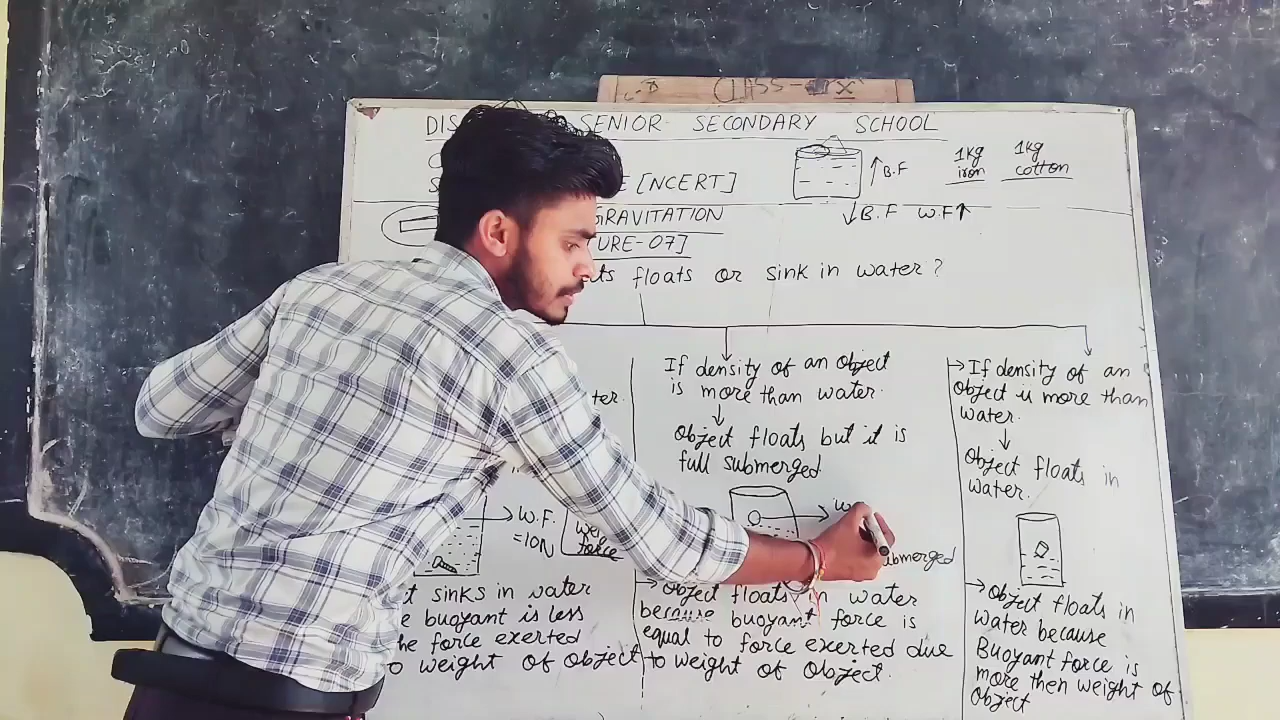 CLASS - IX
SENIOR SECONDARY SCHOOL
[NCERT]
B.F
1kg iron
1kg cotton
B.F W.F
GRAVITATION
TURE-07]
floats or sink in water?
If density of an object
is more than water.
Object floats but it is
full submerged
W.F.
=10N
force
t sinks in water
e buoyant is less
he force exerted
o weight of object
ubmerged
Object floats in water
because buoyant force is
equal to force exerted due
to weight of object.
If density of an
object is more than
water.
Object floats in
water.
Object floats in
water because
Buoyant force is
more then weight of
object